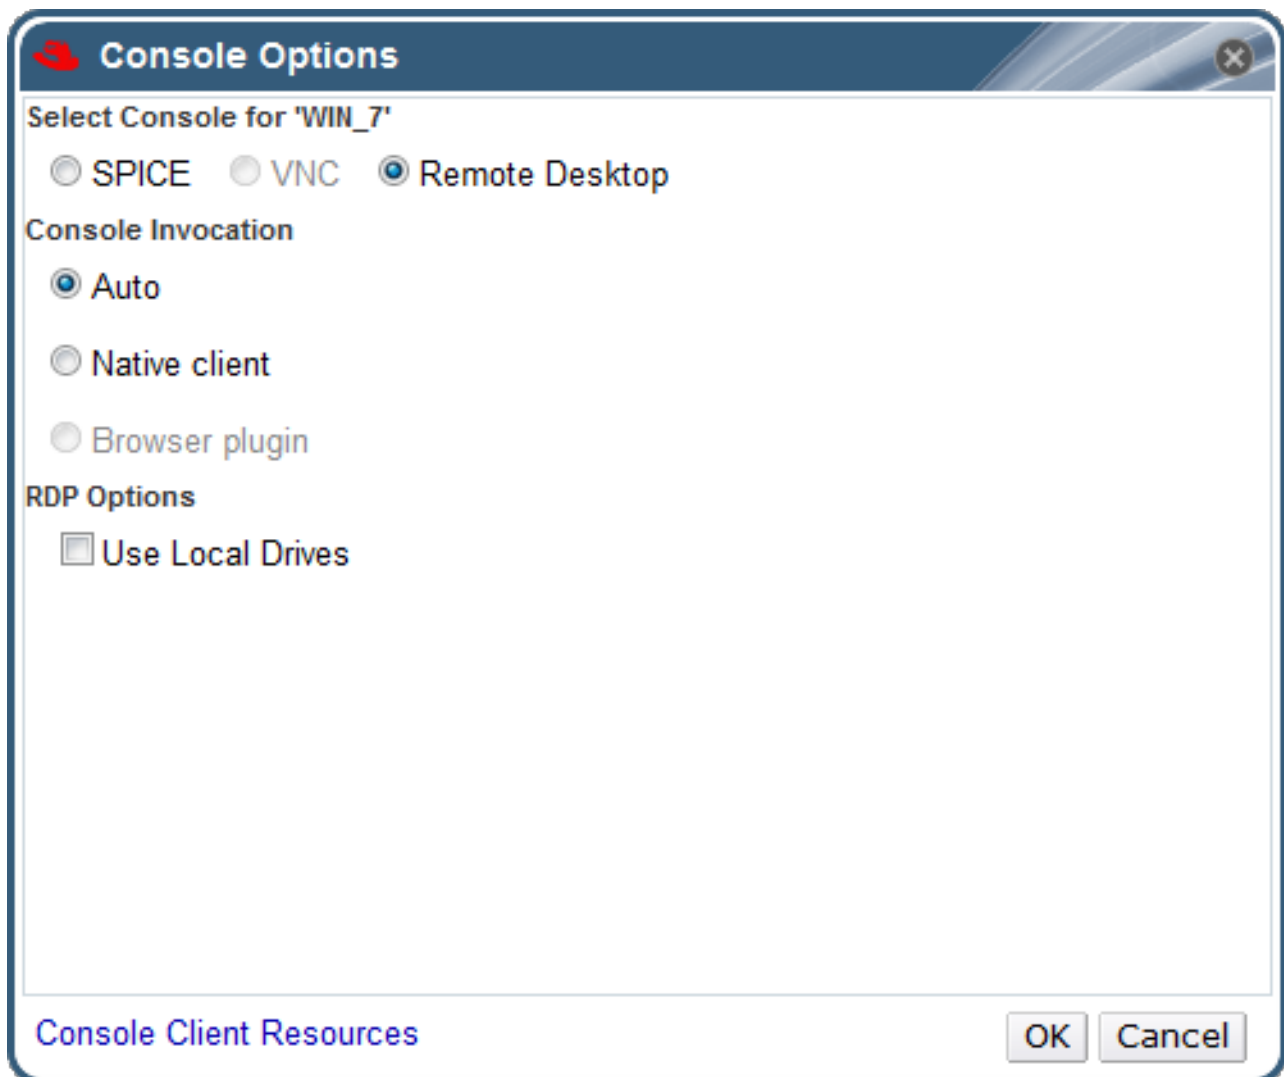 Console Options
Select Console for 'WIN_7'
SPICE VNC Remote Desktop
Console Invocation
Auto
Native client
Browser plugin
RDP Options
Use Local Drives
Console Client Resources OK Cancel